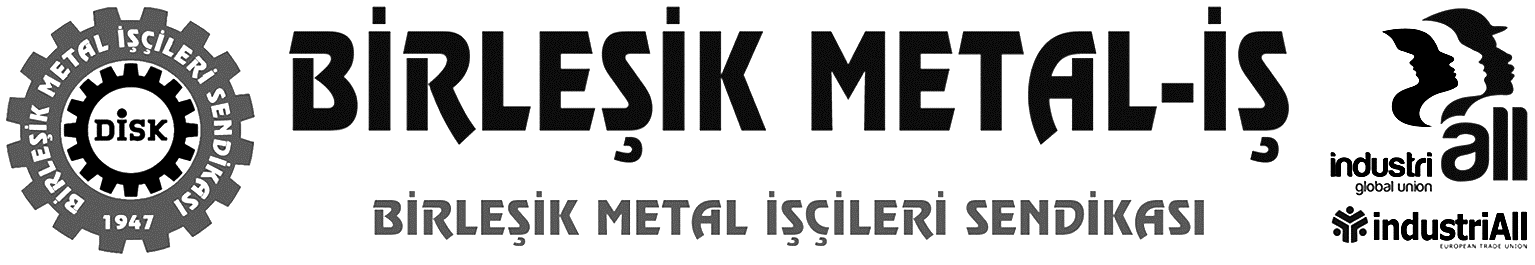 BİRLEŞİK METAL İŞÇİLERİ SENDİKASI
DİSK
1947
BİRLEŞİK METAL-İŞ
BİRLEŞİK METAL İŞÇİLERİ SENDİKASI
industri all
global union
industriAll
EUROPEAN TRADE UNION